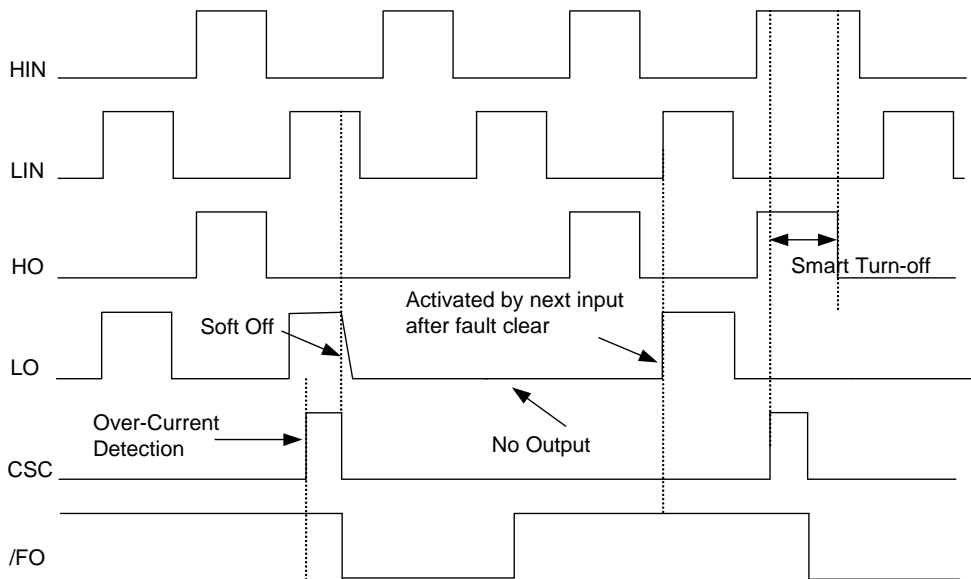 HIN
LIN
HO
Smart Turn-off
Activated by next input
after fault clear
Soft Off
LO
Over-Current
Detection
No Output
CSC
/FO